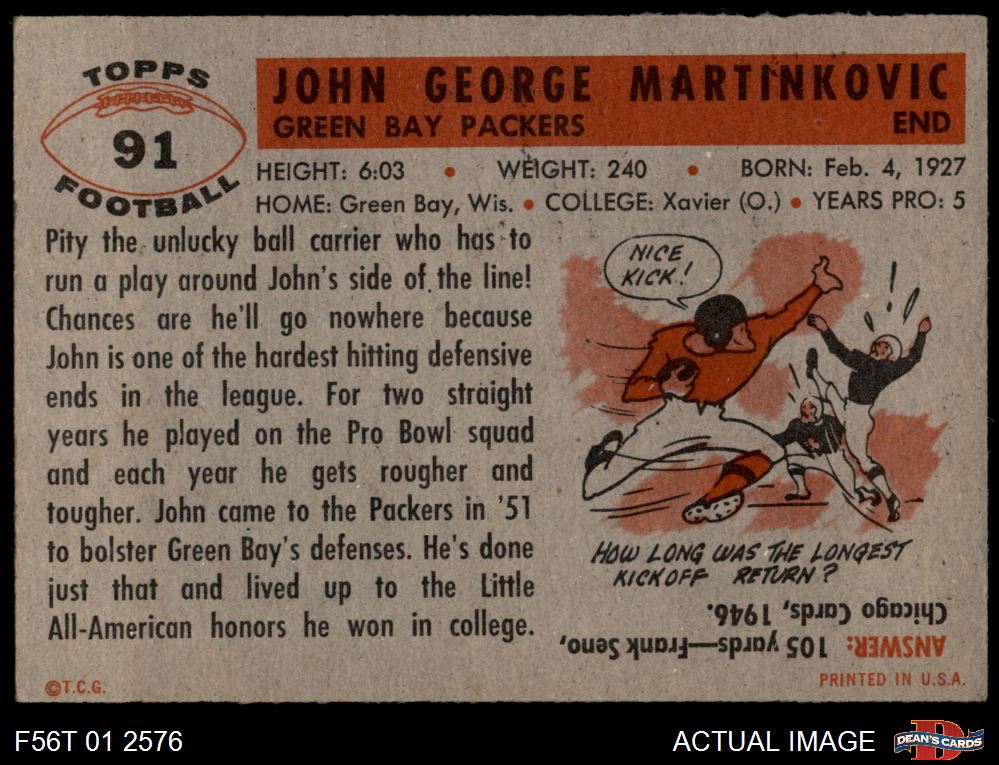 TOPPS
91
FOOTBALL
JOHN GEORGE MARTINKOVIC
GREEN BAY PACKERS END
HEIGHT: 6:03 • WEIGHT: 240 • BORN: Feb. 4, 1927
HOME: Green Bay, Wis. • COLLEGE: Xavier (O.) • YEARS PRO: 5
Pity the unlucky ball carrier who has to
run a play around John's side of the line!
Chances are he'll go nowhere because
John is one of the hardest hitting defensive
ends in the league. For two straight
years he played on the Pro Bowl squad
and each year he gets rougher and
tougher. John came to the Packers in '51
to bolster Green Bay's defenses. He's done
just that and lived up to the Little
All-American honors he won in college.
NICE
KICK!
HOW LONG WAS THE LONGEST
KICKOFF RETURN?
ANSWER: 105 yards—Frank Seno,
Chicago Cards, 1946.
©T.C.G.
PRINTED IN U.S.A.
F56T 01 2576
ACTUAL IMAGE
DEAN'S CARDS